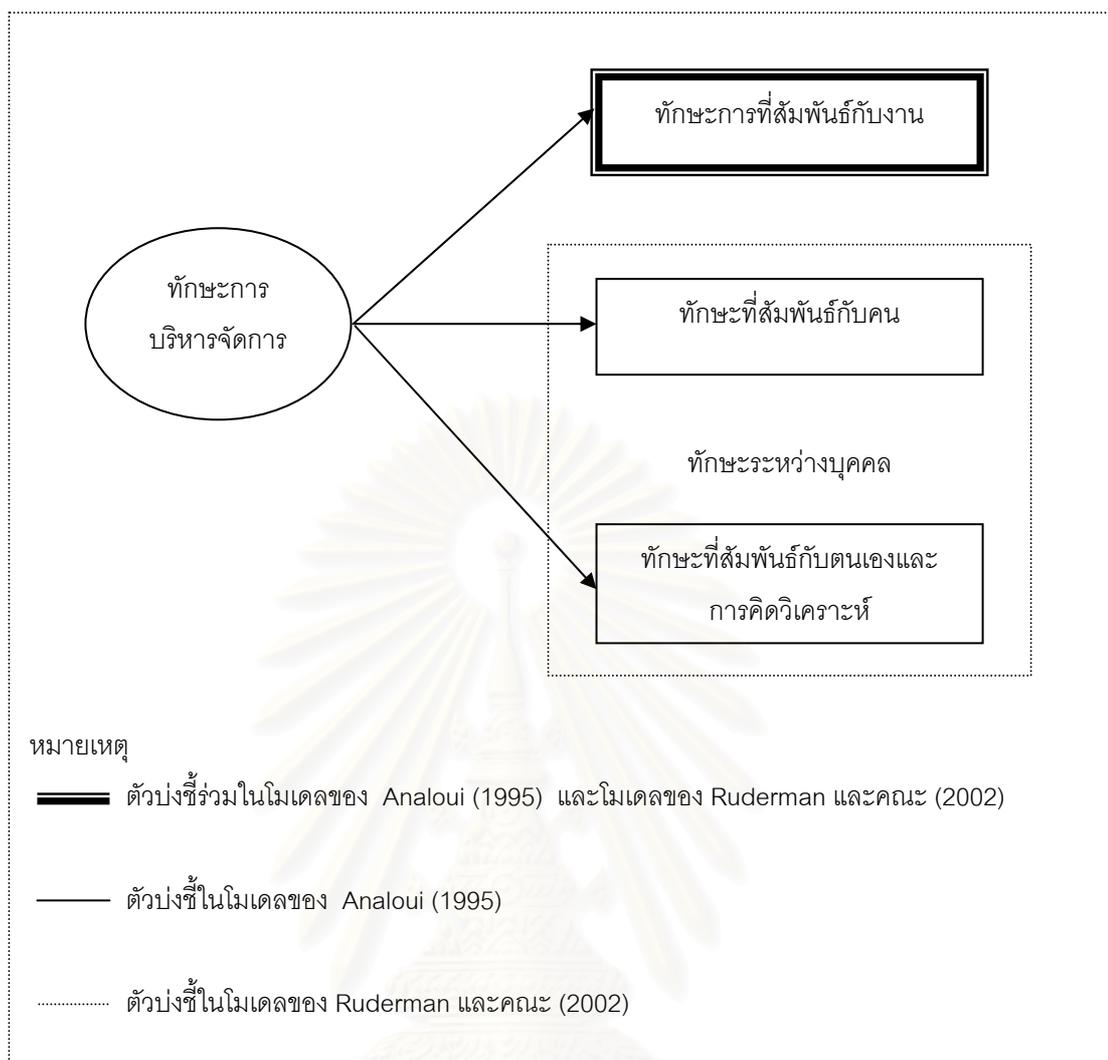 ทักษะการที่สัมพันธ์กับงาน
ทักษะการ
บริหารจัดการ
ทักษะที่สัมพันธ์กับคน
ทักษะระหว่างบุคคล
ทักษะที่สัมพันธ์กับตนเองและ
การคิดวิเคราะห์
หมายเหตุ
ตัวบ่งชี้ร่วมในโมเดลของ Analoui (1995) และโมเดลของ Ruderman และคณะ (2002)
ตัวบ่งชี้ในโมเดลของ Analoui (1995)
ตัวบ่งชี้ในโมเดลของ Ruderman และคณะ (2002)